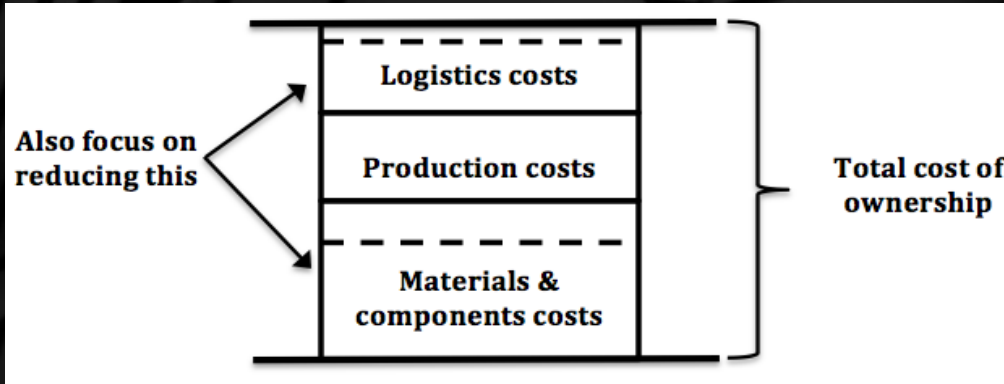 Logistics costs
Also focus on
reducing this
Production costs
Total cost of
ownership
Materials &
components costs